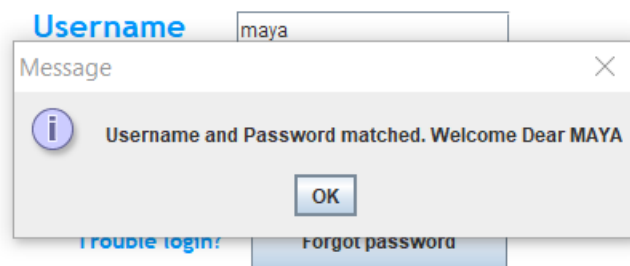 Username
maya
Message
Username and Password matched. Welcome Dear MAYA
OK
Trouble login?
Forgot password